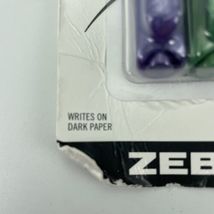 WRITES ON
DARK PAPER
ZEB